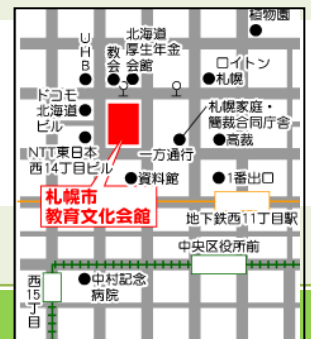 植物園
UHB
教会
北海道
厚生年金
会館
ロイトン
札幌
ドコモ
北海道
ビル
札幌家庭・
簡裁合同庁舎
NTT東日本
西14丁目ビル
一方通行
高裁
資料館
1番出口
札幌市
教育文化会館
地下鉄西11丁目駅
中央区役所前
西15丁目
中村記念
病院